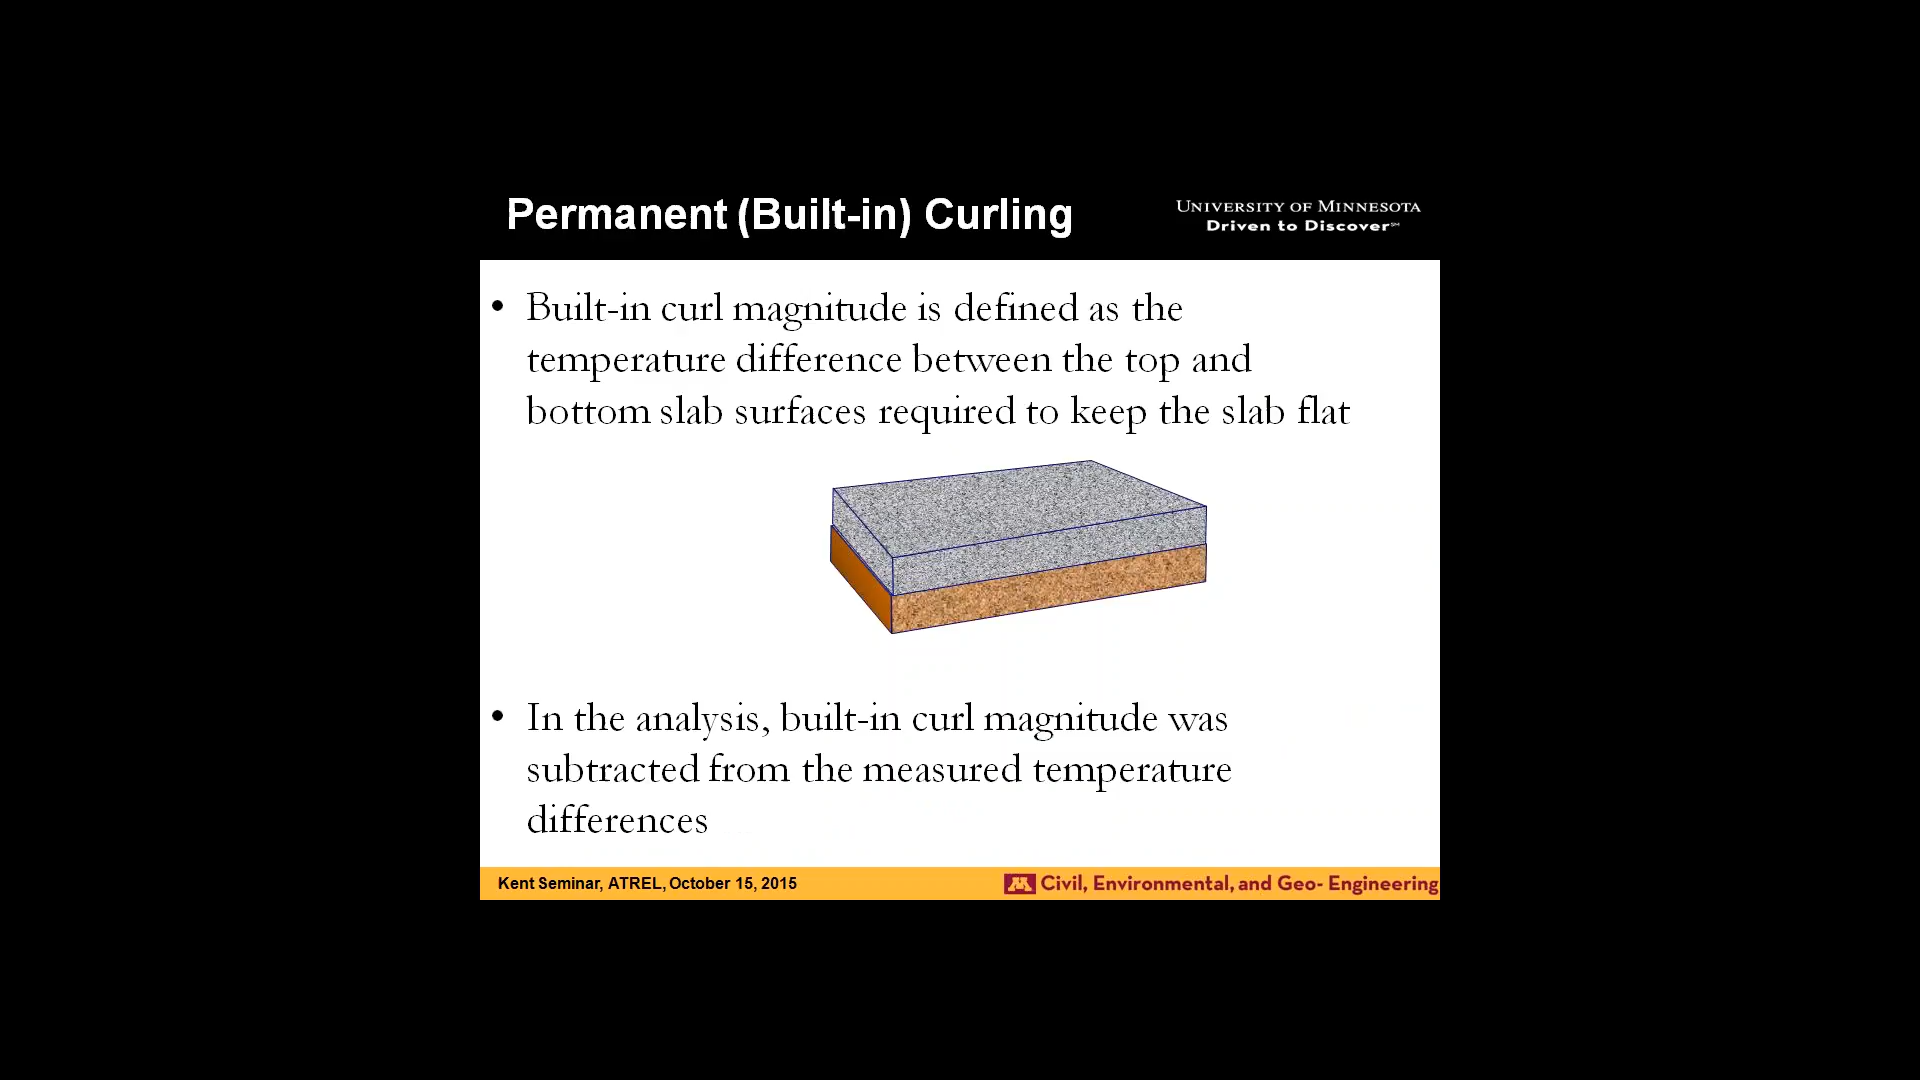 Permanent (Built-in) Curling
UNIVERSITY OF MINNESOTA
Driven to Discover℠
• Built-in curl magnitude is defined as the
temperature difference between the top and
bottom slab surfaces required to keep the slab flat
• In the analysis, built-in curl magnitude was
subtracted from the measured temperature
differences
Kent Seminar, ATREL, October 15, 2015
M Civil, Environmental, and Geo- Engineering